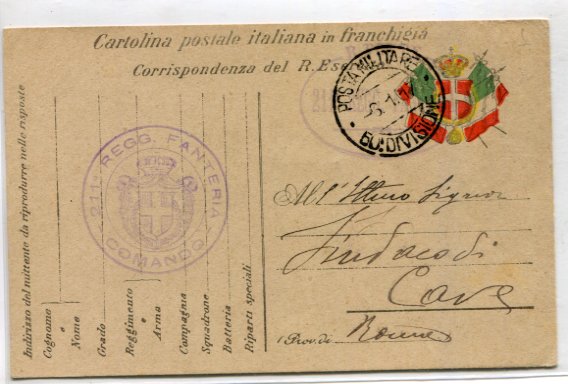 Cartolina postale italiana in franchigia
Corrispondenza del R. Es
POSTA MILITARE
60ª DIVISIONE
211º REGG. FANTERIA
COMANDO
Indirizzo del mittente da riprodurre nelle risposte
Cognome
e
Nome
Grado
Reggimento
e
Arma
Compagnia
Squadrone
Batteria
Riparti speciali
All' Illmo Signor
Sindaco di
Cave
(Prov. di Roma